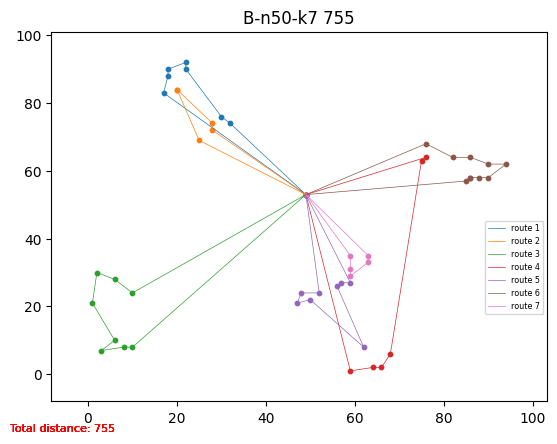 B-n50-k7 755
100
80
60
40
20
0
0 20 40 60 80 100
route 1
route 2
route 3
route 4
route 5
route 6
route 7
Total distance: 755